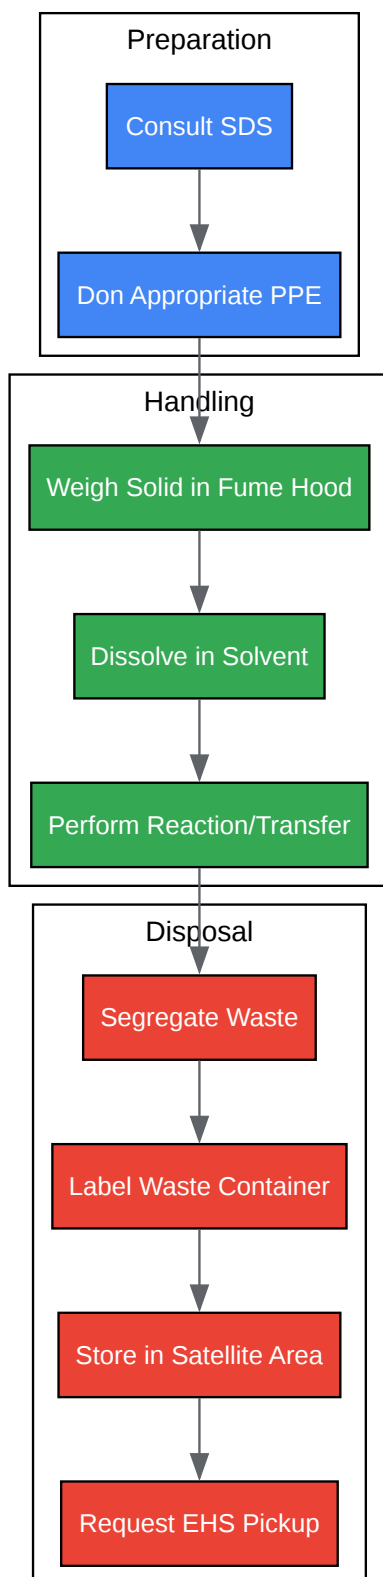 Preparation
Consult SDS
Don Appropriate PPE
Handling
Weigh Solid in Fume Hood
Dissolve in Solvent
Perform Reaction/Transfer
Disposal
Segregate Waste
Label Waste Container
Store in Satellite Area
Request EHS Pickup